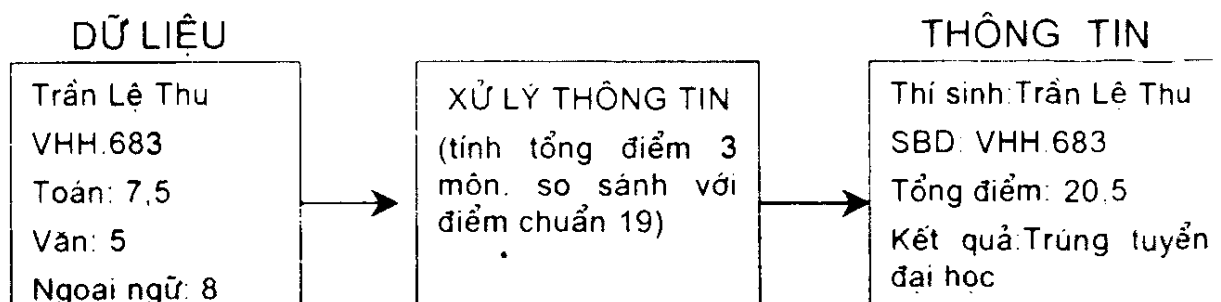 DỮ LIỆU
Trần Lệ Thu
VHH.683
Toán: 7,5
Văn: 5
Ngoại ngữ: 8
XỬ LÝ THÔNG TIN
(tính tổng điểm 3
môn. so sánh với
điểm chuẩn 19)
THÔNG TIN
Thí sinh:Trần Lê Thu
SBD: VHH.683
Tổng điểm: 20,5
Kết quả:Trúng tuyển
đại học